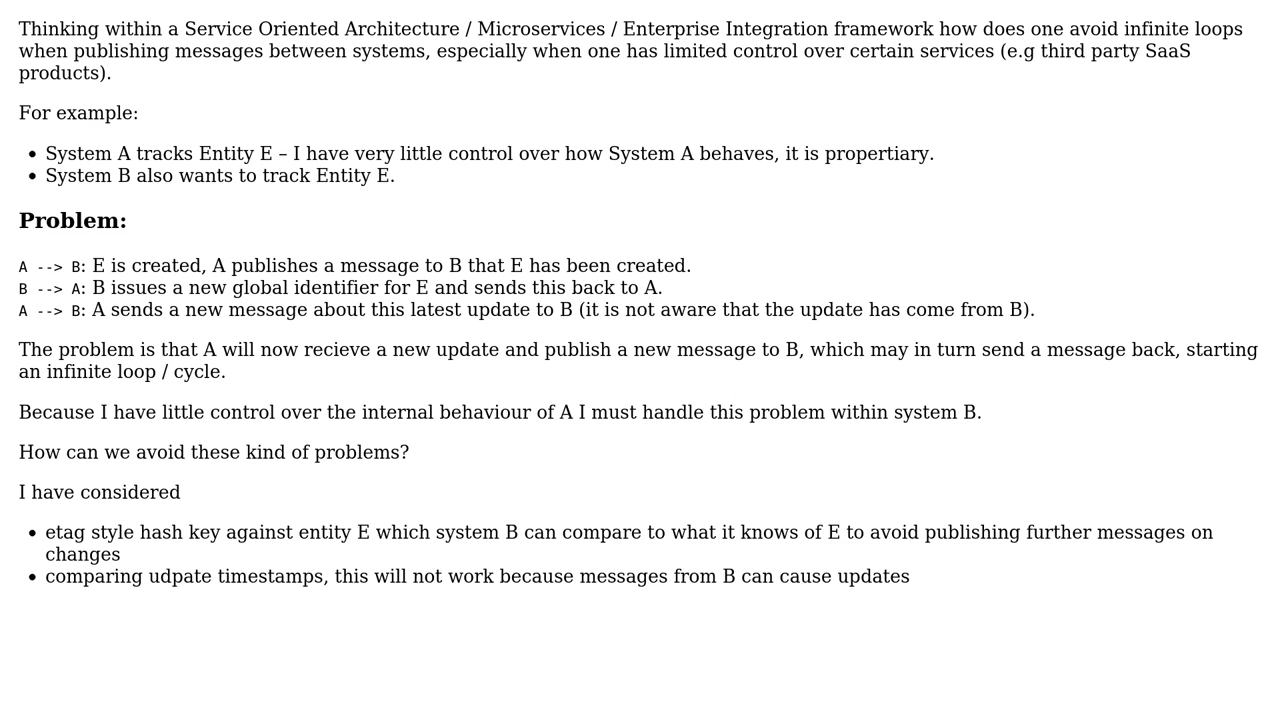 Thinking within a Service Oriented Architecture / Microservices / Enterprise Integration framework how does one avoid infinite loops
when publishing messages between systems, especially when one has limited control over certain services (e.g third party SaaS
products).
For example:
• System A tracks Entity E – I have very little control over how System A behaves, it is propertiary.
• System B also wants to track Entity E.
Problem:
A --> B: E is created, A publishes a message to B that E has been created.
B --> A: B issues a new global identifier for E and sends this back to A.
A --> B: A sends a new message about this latest update to B (it is not aware that the update has come from B).
The problem is that A will now recieve a new update and publish a new message to B, which may in turn send a message back, starting
an infinite loop / cycle.
Because I have little control over the internal behaviour of A I must handle this problem within system B.
How can we avoid these kind of problems?
I have considered
• etag style hash key against entity E which system B can compare to what it knows of E to avoid publishing further messages on
changes
• comparing udpate timestamps, this will not work because messages from B can cause updates